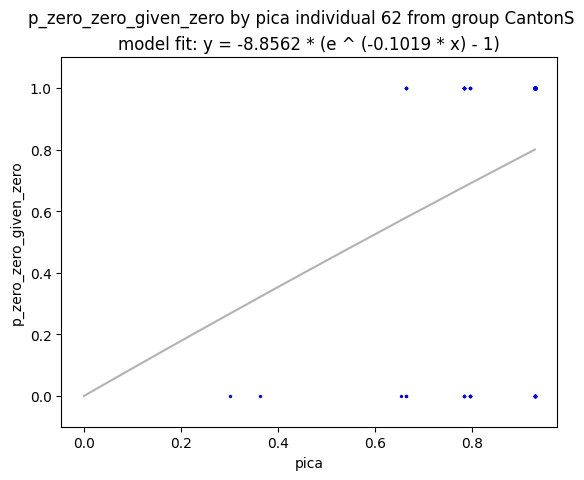 p_zero_zero_given_zero by pica individual 62 from group CantonS
model fit: y = -8.8562 * (e ^ (-0.1019 * x) - 1)
1.0
0.8
0.6
0.4
0.2
0.0
p_zero_zero_given_zero
0.0 0.2 0.4 0.6 0.8
pica